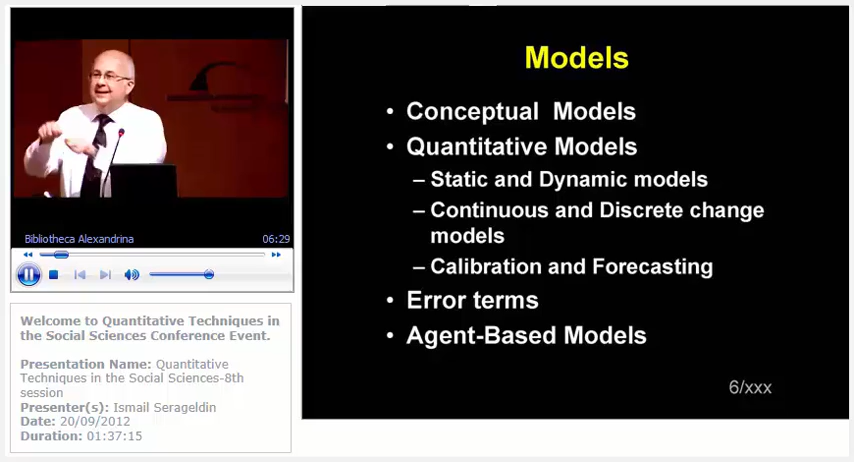 Bibliotheca Alexandrina
06:29
Welcome to Quantitative Techniques in
the Social Sciences Conference Event.
Presentation Name: Quantitative
Techniques in the Social Sciences-8th
session
Presenter(s): Ismail Serageldin
Date: 20/09/2012
Duration: 01:37:15
Models
• Conceptual Models
• Quantitative Models
– Static and Dynamic models
– Continuous and Discrete change
models
– Calibration and Forecasting
• Error terms
• Agent-Based Models
6/xxx